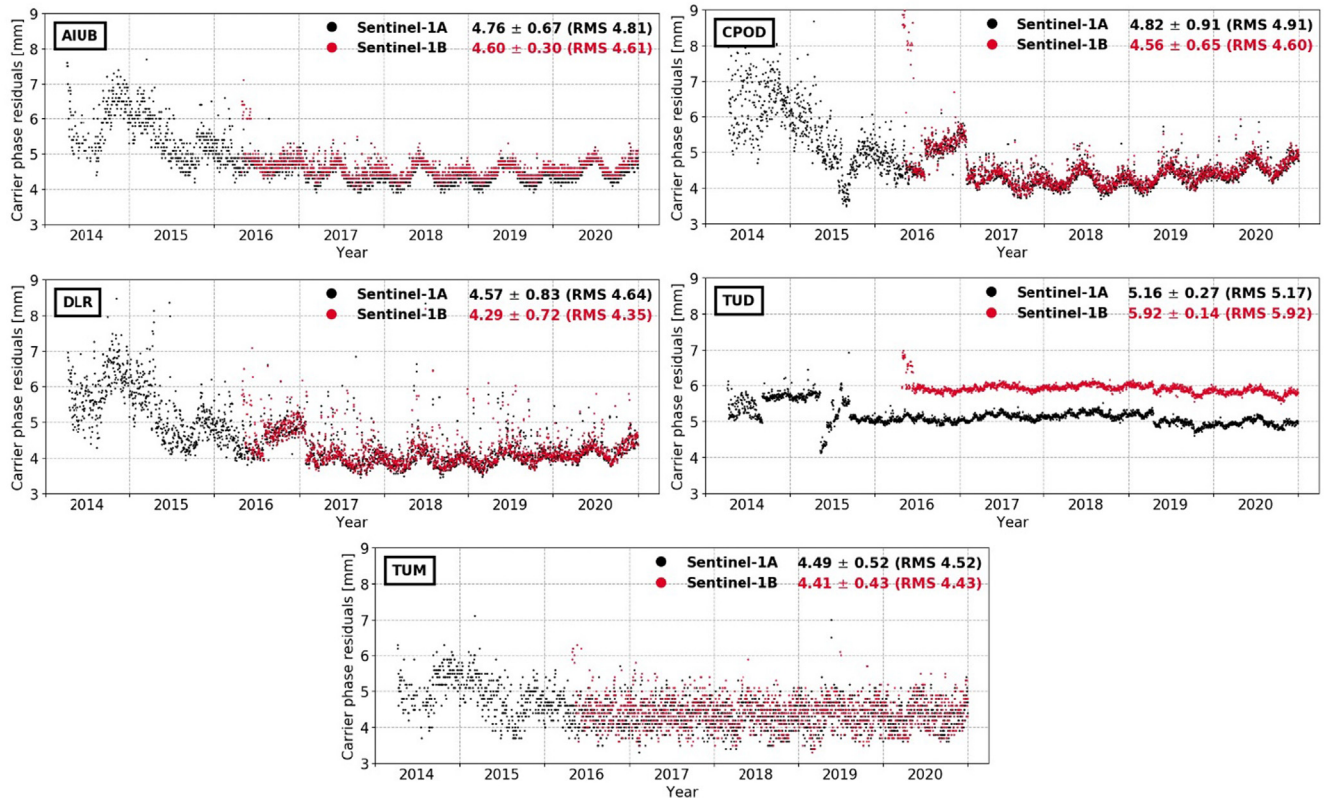 AIUB
Sentinel-1A 4.76 ± 0.67 (RMS 4.81)
Sentinel-1B 4.60 ± 0.30 (RMS 4.61)
Carrier phase residuals [mm]
9
8
7
6
5
4
3
2014 2015 2016 2017 2018 2019 2020
Year
CPOD
Sentinel-1A 4.82 ± 0.91 (RMS 4.91)
Sentinel-1B 4.56 ± 0.65 (RMS 4.60)
Carrier phase residuals [mm]
9
8
7
6
5
4
3
2014 2015 2016 2017 2018 2019 2020
Year
DLR
Sentinel-1A 4.57 ± 0.83 (RMS 4.64)
Sentinel-1B 4.29 ± 0.72 (RMS 4.35)
Carrier phase residuals [mm]
9
8
7
6
5
4
3
2014 2015 2016 2017 2018 2019 2020
Year
TUD
Sentinel-1A 5.16 ± 0.27 (RMS 5.17)
Sentinel-1B 5.92 ± 0.14 (RMS 5.92)
Carrier phase residuals [mm]
9
8
7
6
5
4
3
2014 2015 2016 2017 2018 2019 2020
Year
TUM
Sentinel-1A 4.49 ± 0.52 (RMS 4.52)
Sentinel-1B 4.41 ± 0.43 (RMS 4.43)
Carrier phase residuals [mm]
9
8
7
6
5
4
3
2014 2015 2016 2017 2018 2019 2020
Year